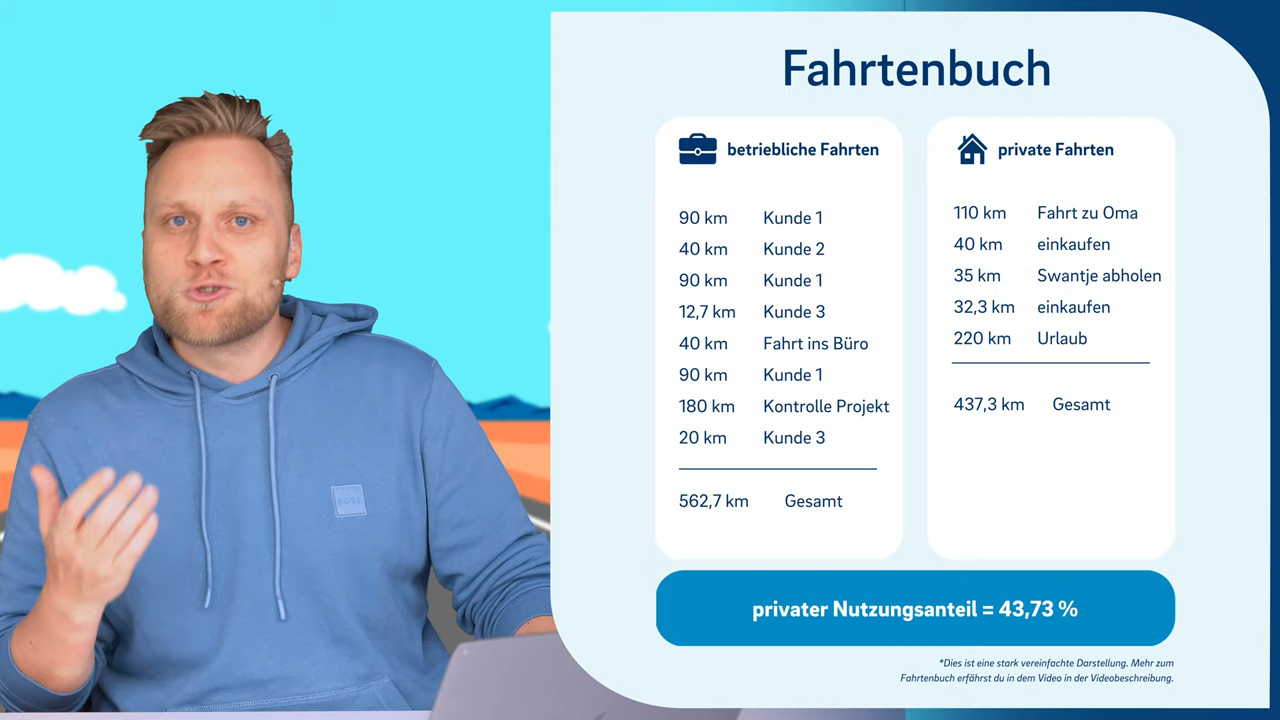 Fahrtenbuch
betriebliche Fahrten
90 km Kunde 1
40 km Kunde 2
90 km Kunde 1
12,7 km Kunde 3
40 km Fahrt ins Büro
90 km Kunde 1
180 km Kontrolle Projekt
20 km Kunde 3
562,7 km Gesamt
private Fahrten
110 km Fahrt zu Oma
40 km einkaufen
35 km Swantje abholen
32,3 km einkaufen
220 km Urlaub
437,3 km Gesamt
privater Nutzungsanteil = 43,73 %
*Dies ist eine stark vereinfachte Darstellung. Mehr zum
Fahrtenbuch erfährst du in dem Video in der Videobeschreibung.
BOSS